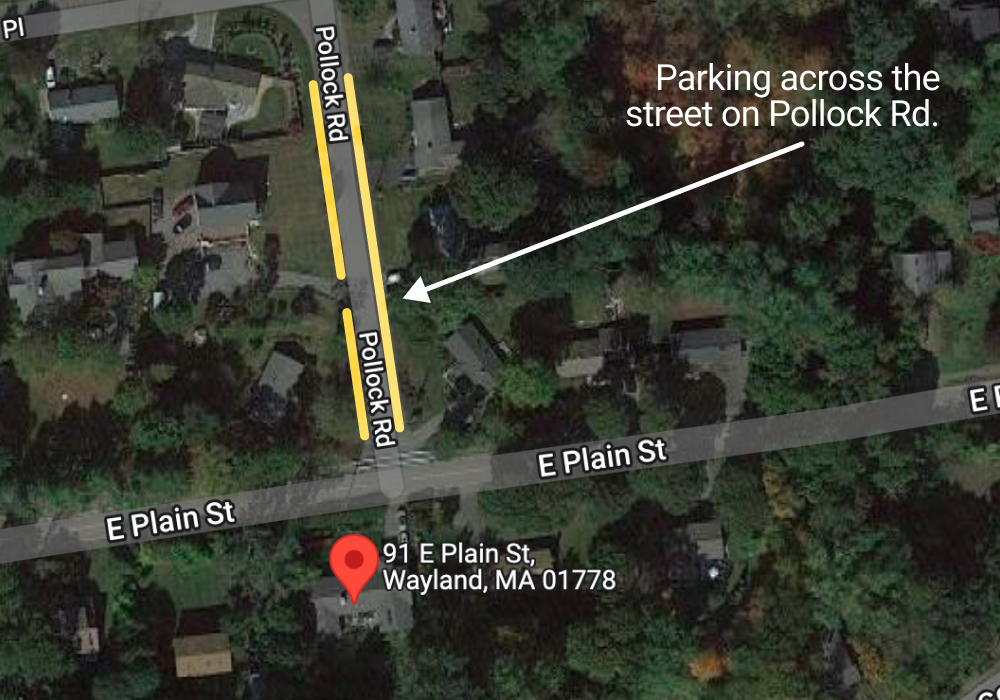 Pl
Pollock Rd
Parking across the
street on Pollock Rd.
Pollock Rd
E P
E Plain St
E Plain St
91 E Plain St,
Wayland, MA 01778